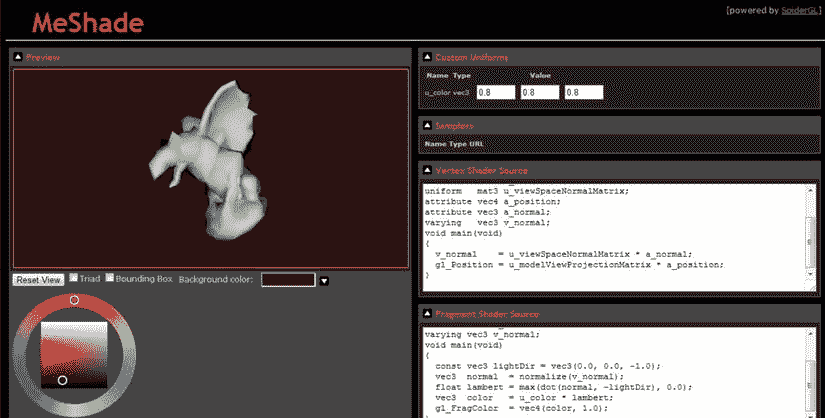 MeShade
[powered by SpiderGL]
Preview
Reset View Triad Bounding Box Background color:
Custom Uniforms
Name Type Value
u_color vec3 0.8 0.8 0.8
Samplers
Name Type URL
Vertex Shader Source
uniform mat3 u_viewSpaceNormalMatrix;
attribute vec4 a_position;
attribute vec3 a_normal;
varying vec3 v_normal;
void main(void)
{
v_normal = u_viewSpaceNormalMatrix * a_normal;
gl_Position = u_modelViewProjectionMatrix * a_position;
}
Fragment Shader Source
varying vec3 v_normal;
void main(void)
{
const vec3 lightDir = vec3(0.0, 0.0, -1.0);
vec3 normal = normalize(v_normal);
float lambert = max(dot(normal, -lightDir), 0.0);
vec3 color = u_color * lambert;
gl_FragColor = vec4(color, 1.0);
}